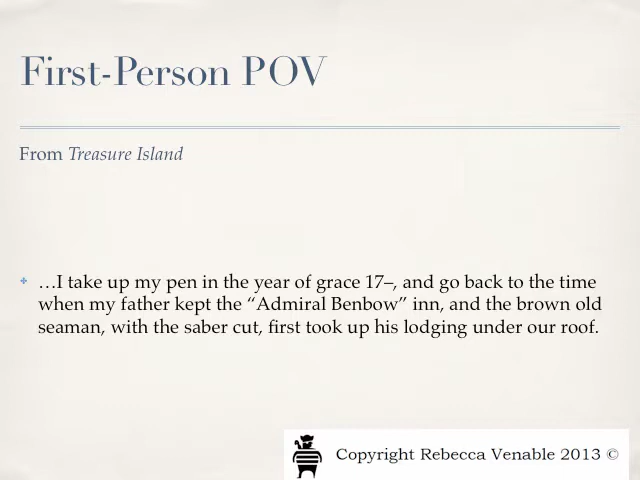 First-Person POV
From Treasure Island
…I take up my pen in the year of grace 17–, and go back to the time
when my father kept the “Admiral Benbow” inn, and the brown old
seaman, with the saber cut, first took up his lodging under our roof.
Copyright Rebecca Venable 2013 ©